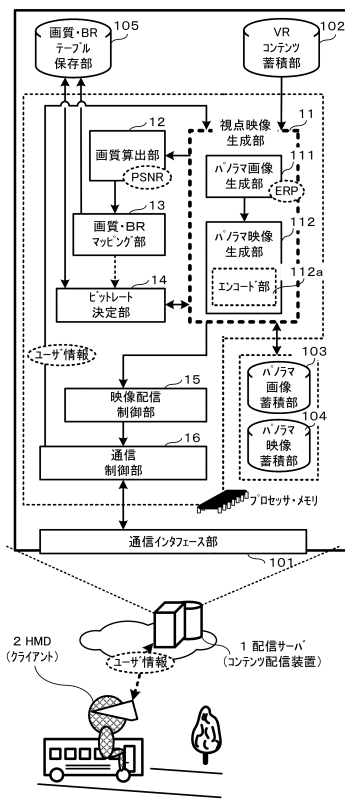 画質・BR
テーブル
保存部
105
VR
コンテンツ
蓄積部
102
11
視点映像
生成部
12
画質算出部
PSNR
111
パノラマ画像
生成部
ERP
13
画質・BR
マッピング部
112
パノラマ映像
生成部
112a
エンコード部
14
ビットレート
決定部
ユーザ情報
103
パノラマ
画像
蓄積部
15
映像配信
制御部
104
パノラマ
映像
蓄積部
16
通信
制御部
プロセッサ・メモリ
通信インタフェース部
101
2 HMD
(クライアント)
ユーザ情報
1 配信サーバ
(コンテンツ配信装置)